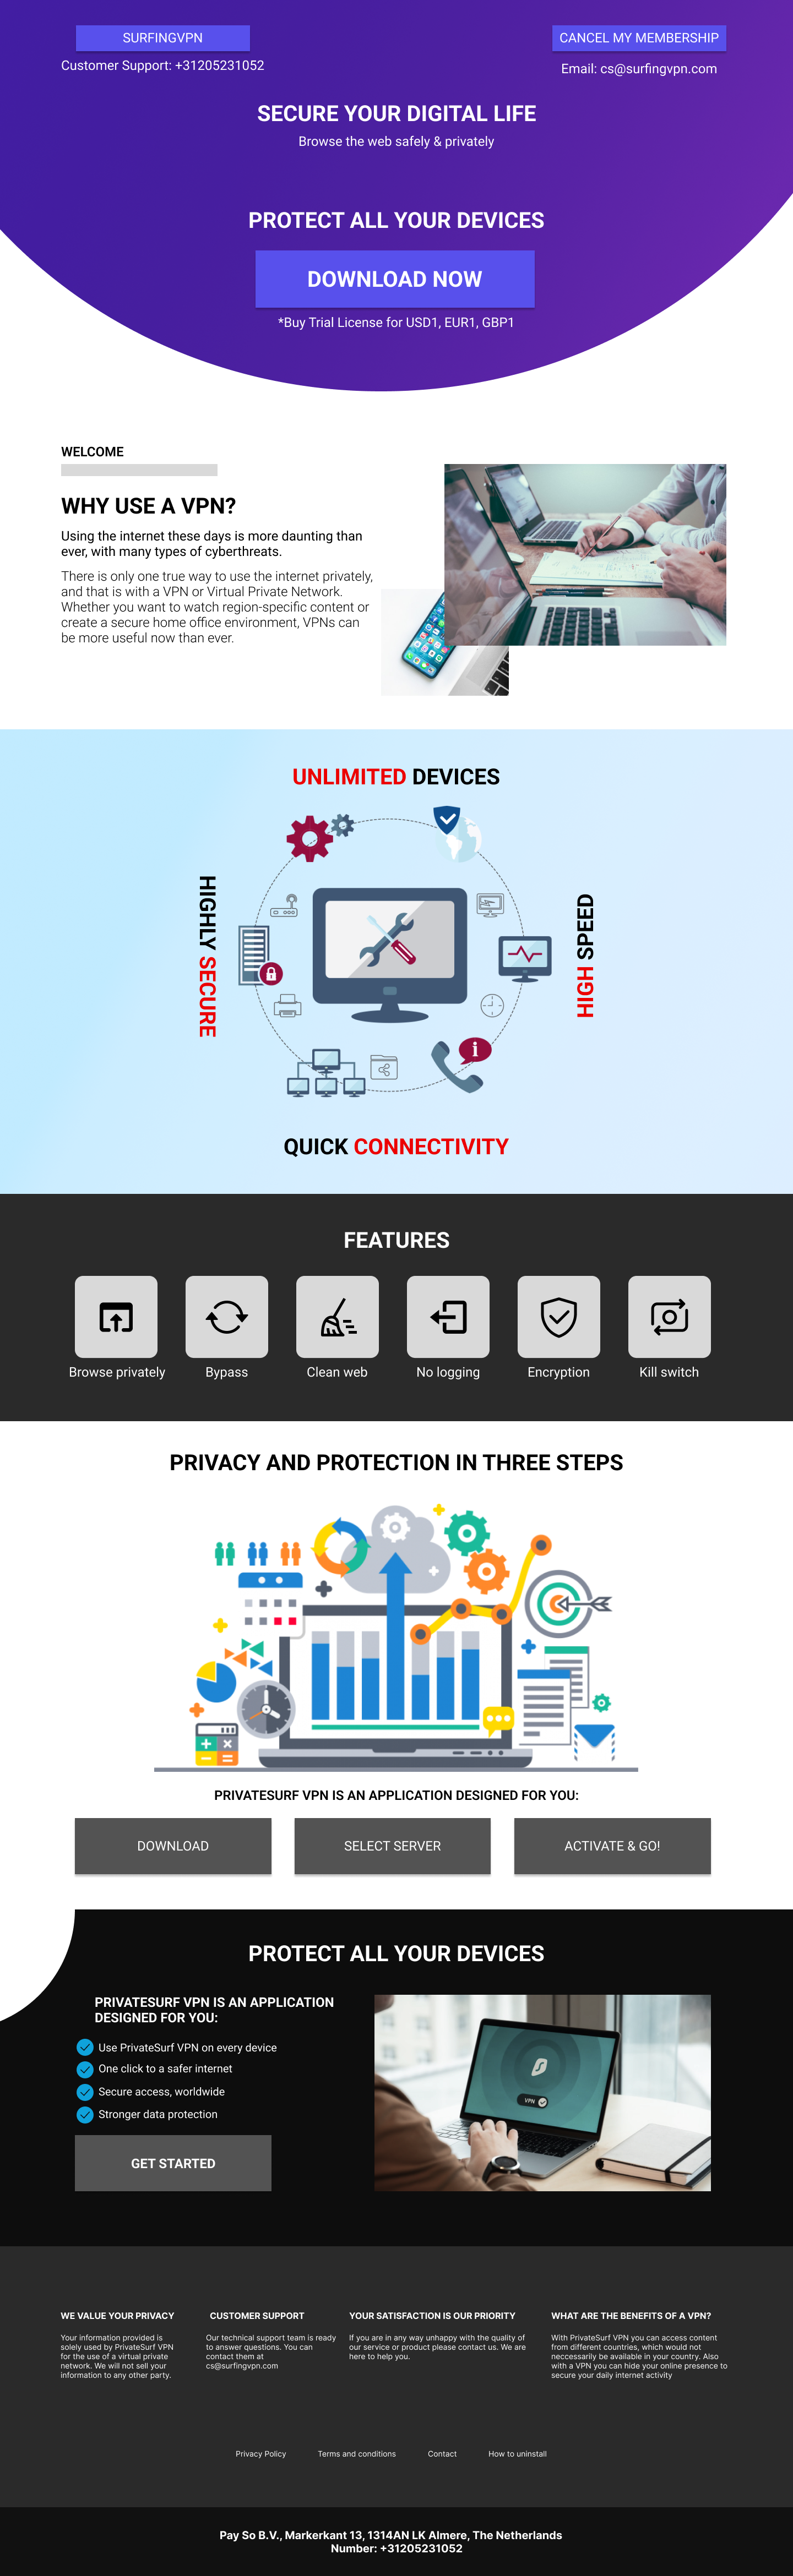 SURFINGVPN
CANCEL MY MEMBERSHIP
Customer Support: +31205231052
Email: cs@surfingvpn.com
SECURE YOUR DIGITAL LIFE
Browse the web safely & privately
PROTECT ALL YOUR DEVICES
DOWNLOAD NOW
*Buy Trial License for USD1, EUR1, GBP1
WELCOME
WHY USE A VPN?
Using the internet these days is more daunting than
ever, with many types of cyberthreats.
There is only one true way to use the internet privately,
and that is with a VPN or Virtual Private Network.
Whether you want to watch region-specific content or
create a secure home office environment, VPNs can
be more useful now than ever.
UNLIMITED DEVICES
HIGHLY SECURE
HIGH SPEED
i
QUICK CONNECTIVITY
FEATURES
Browse privately
Bypass
Clean web
No logging
Encryption
Kill switch
PRIVACY AND PROTECTION IN THREE STEPS
PRIVATESURF VPN IS AN APPLICATION DESIGNED FOR YOU:
DOWNLOAD
SELECT SERVER
ACTIVATE & GO!
PROTECT ALL YOUR DEVICES
PRIVATESURF VPN IS AN APPLICATION
DESIGNED FOR YOU:
Use PrivateSurf VPN on every device
One click to a safer internet
Secure access, worldwide
Stronger data protection
VPN
GET STARTED
WE VALUE YOUR PRIVACY
Your information provided is
solely used by PrivateSurf VPN
for the use of a virtual private
network. We will not sell your
information to any other party.
CUSTOMER SUPPORT
Our technical support team is ready
to answer questions. You can
contact them at
cs@surfingvpn.com
YOUR SATISFACTION IS OUR PRIORITY
If you are in any way unhappy with the quality of
our service or product please contact us. We are
here to help you.
WHAT ARE THE BENEFITS OF A VPN?
With PrivateSurf VPN you can access content
from different countries, which would not
neccessarily be available in your country. Also
with a VPN you can hide your online presence to
secure your daily internet activity
Privacy Policy
Terms and conditions
Contact
How to uninstall
Pay So B.V., Markerkant 13, 1314AN LK Almere, The Netherlands
Number: +31205231052